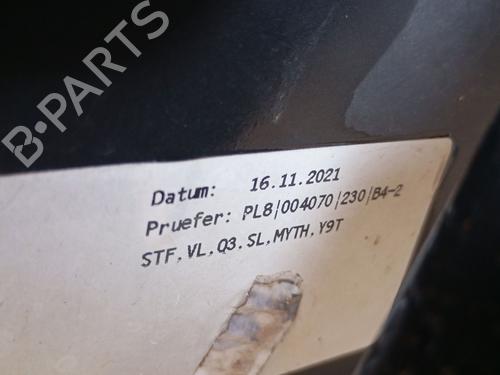 B-PARTS
Datum: 16.11.2021
Pruefer: PL8/004070/230/B4-2
STF,VL,Q3.SL,MYTH,Y9T